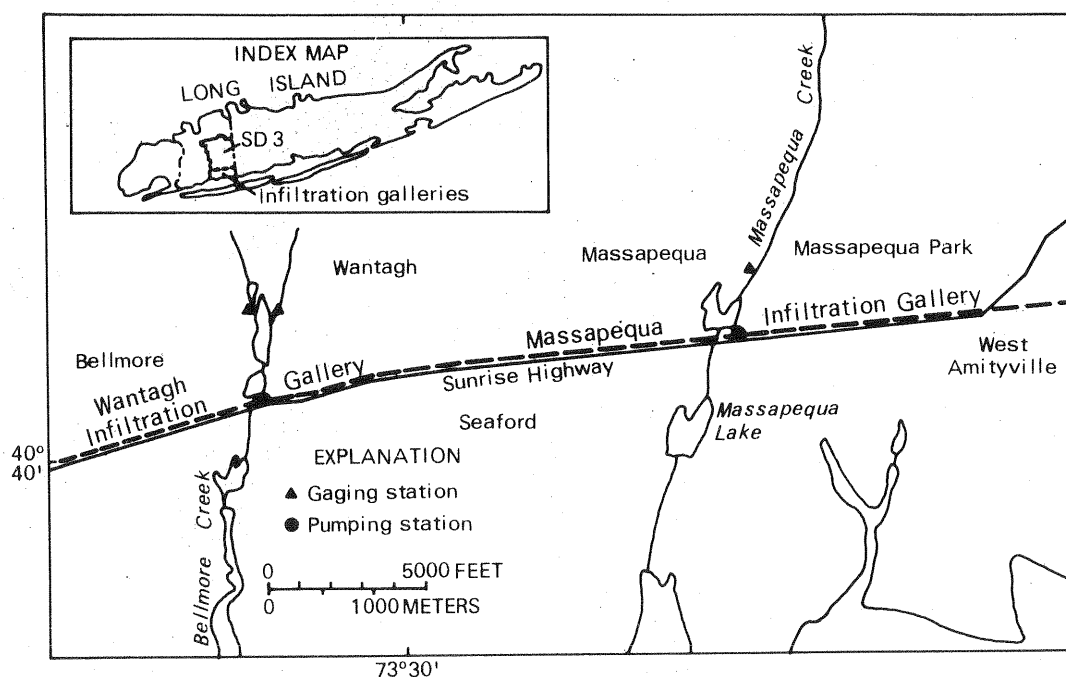 INDEX MAP
LONG ISLAND
SD 3
Infiltration galleries
Massapequa Creek
Wantagh
Massapequa
Massapequa Park
Bellmore
Wantagh Infiltration Gallery
Massapequa Infiltration Gallery
Sunrise Highway
West
Amityville
Seaford
Massapequa
Lake
40°
40'
EXPLANATION
Gaging station
Pumping station
Bellmore Creek
0 5000 FEET
0 1000 METERS
73°30'